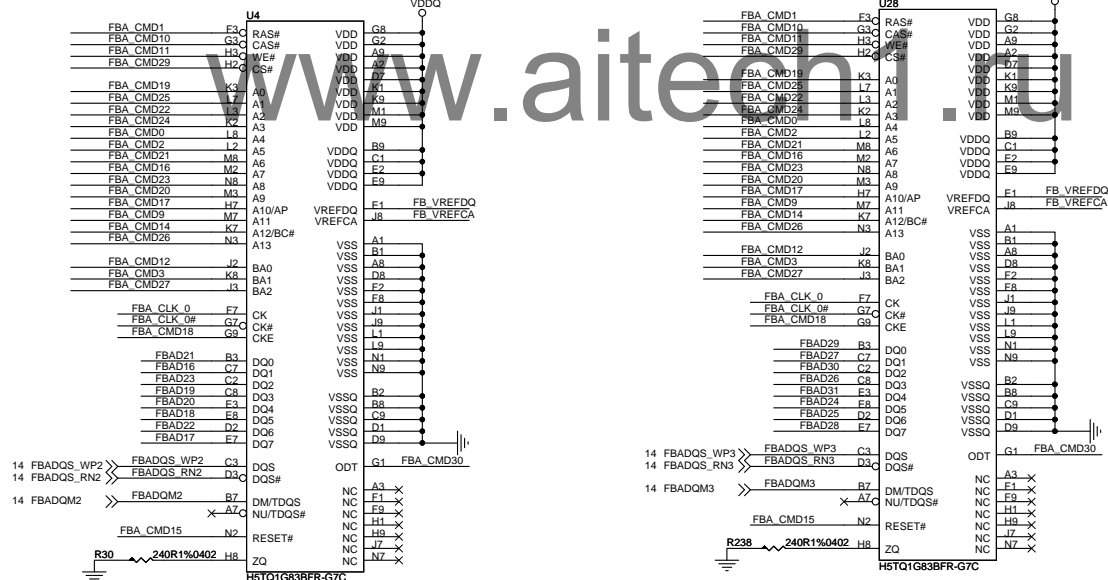 www.aitech1.ru
VDDQ
U4
FBA_CMD1 F3 RAS# VDD G8
FBA_CMD10 G3 CAS# VDD G2
FBA_CMD11 H3 WE# VDD A9
FBA_CMD29 H2 CS# VDD A2
VDD D7
FBA_CMD19 K3 A0 VDD K1
FBA_CMD25 L7 A1 VDD K9
FBA_CMD22 L3 A2 VDD M1
FBA_CMD24 K2 A3 VDD M9
FBA_CMD0 L8 A4
FBA_CMD2 L2 A5 VDDQ B9
FBA_CMD21 M8 A6 VDDQ C1
FBA_CMD16 M2 A7 VDDQ E2
FBA_CMD23 N8 A8 VDDQ E9
FBA_CMD20 M3 A9
FBA_CMD17 H7 A10/AP VREFDQ E1 FB_VREFDQ
FBA_CMD9 M7 A11 VREFCA J8 FB_VREFCA
FBA_CMD14 K7 A12/BC#
FBA_CMD26 N3 A13 VSS A1
VSS B1
FBA_CMD12 J2 BA0 VSS A8
FBA_CMD3 K8 BA1 VSS D8
FBA_CMD27 J3 BA2 VSS F2
VSS F8
FBA_CLK_0 F7 CK VSS J1
FBA_CLK_0# G7 CK# VSS J9
FBA_CMD18 G9 CKE VSS L1
VSS L9
FBAD21 B3 DQ0 VSS N1
FBAD16 C7 DQ1 VSS N9
FBAD23 C2 DQ2
FBAD19 C8 DQ3 VSSQ B2
FBAD20 E3 DQ4 VSSQ B8
FBAD18 E8 DQ5 VSSQ C9
FBAD22 D2 DQ6 VSSQ D1
FBAD17 E7 DQ7 VSSQ D9
14 FBADQS_WP2 FBADQS_WP2 C3 DQS ODT G1 FBA_CMD30
14 FBADQS_RN2 FBADQS_RN2 D3 DQS#
NC A3
14 FBADQM2 FBADQM2 B7 DM/TDQS NC F1
A7 NU/TDQS# NC F9
NC H1
FBA_CMD15 N2 RESET# NC H9
NC J7
R30 240R1%0402 H8 ZQ NC N7
H5TQ1G83BFR-G7C
U28
FBA_CMD1 F3 RAS# VDD G8
FBA_CMD10 G3 CAS# VDD G2
FBA_CMD11 H3 WE# VDD A9
FBA_CMD29 H2 CS# VDD A2
VDD D7
FBA_CMD19 K3 A0 VDD K1
FBA_CMD25 L7 A1 VDD K9
FBA_CMD22 L3 A2 VDD M1
FBA_CMD24 K2 A3 VDD M9
FBA_CMD0 L8 A4
FBA_CMD2 L2 A5 VDDQ B9
FBA_CMD21 M8 A6 VDDQ C1
FBA_CMD16 M2 A7 VDDQ E2
FBA_CMD23 N8 A8 VDDQ E9
FBA_CMD20 M3 A9
FBA_CMD17 H7 A10/AP VREFDQ E1 FB_VREFDQ
FBA_CMD9 M7 A11 VREFCA J8 FB_VREFCA
FBA_CMD14 K7 A12/BC#
FBA_CMD26 N3 A13 VSS A1
VSS B1
FBA_CMD12 J2 BA0 VSS A8
FBA_CMD3 K8 BA1 VSS D8
FBA_CMD27 J3 BA2 VSS F2
VSS F8
FBA_CLK_0 F7 CK VSS J1
FBA_CLK_0# G7 CK# VSS J9
FBA_CMD18 G9 CKE VSS L1
VSS L9
FBAD29 B3 DQ0 VSS N1
FBAD27 C7 DQ1 VSS N9
FBAD30 C2 DQ2
FBAD26 C8 DQ3 VSSQ B2
FBAD31 E3 DQ4 VSSQ B8
FBAD24 E8 DQ5 VSSQ C9
FBAD25 D2 DQ6 VSSQ D1
FBAD28 E7 DQ7 VSSQ D9
14 FBADQS_WP3 FBADQS_WP3 C3 DQS ODT G1 FBA_CMD30
14 FBADQS_RN3 FBADQS_RN3 D3 DQS#
NC A3
14 FBADQM3 FBADQM3 B7 DM/TDQS NC F1
A7 NU/TDQS# NC F9
NC H1
FBA_CMD15 N2 RESET# NC H9
NC J7
R238 240R1%0402 H8 ZQ NC N7
H5TQ1G83BFR-G7C